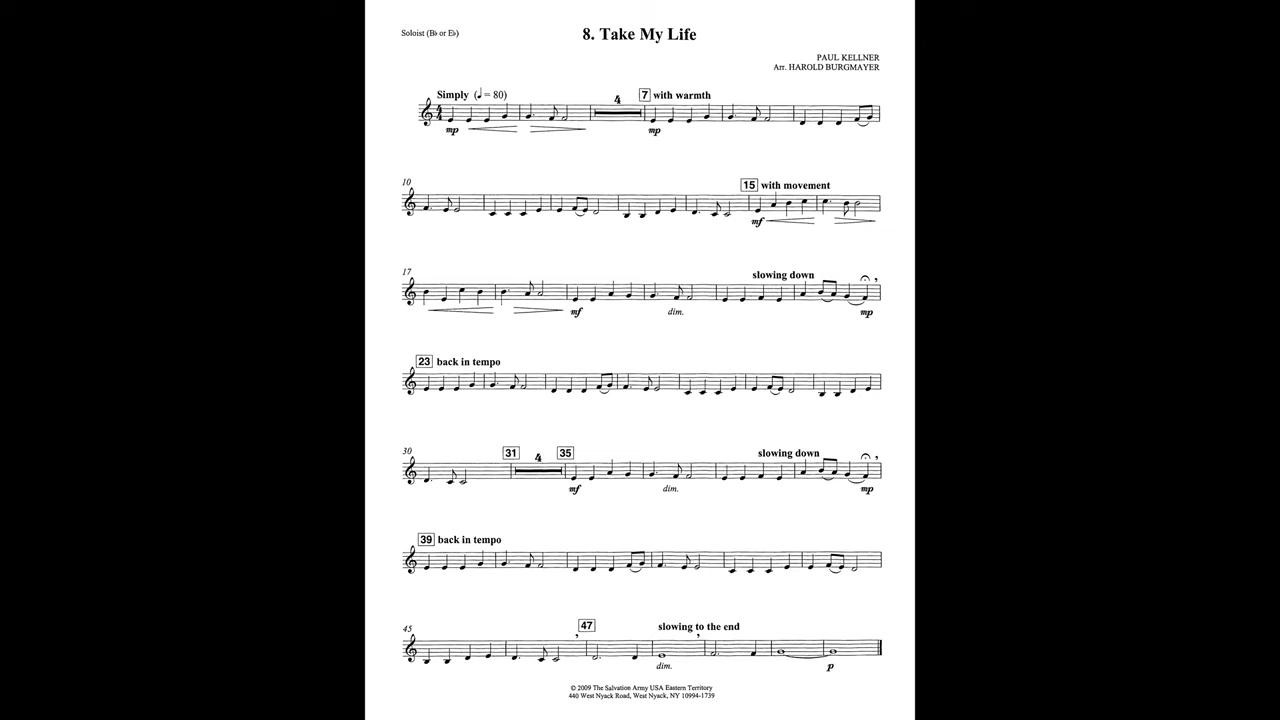 Soloist (B♭ or E♭)
8. Take My Life
PAUL KELLNER
Arr. HAROLD BURGMAYER
Simply (♩ = 80)
4
7 with warmth
mp
mp
10
15 with movement
mf
17
slowing down
mf
dim.
mp
23 back in tempo
30
31
4
35
slowing down
mf
dim.
mp
39 back in tempo
45
47
slowing to the end
dim.
p
© 2009 The Salvation Army USA Eastern Territory
440 West Nyack Road, West Nyack, NY 10994-1739